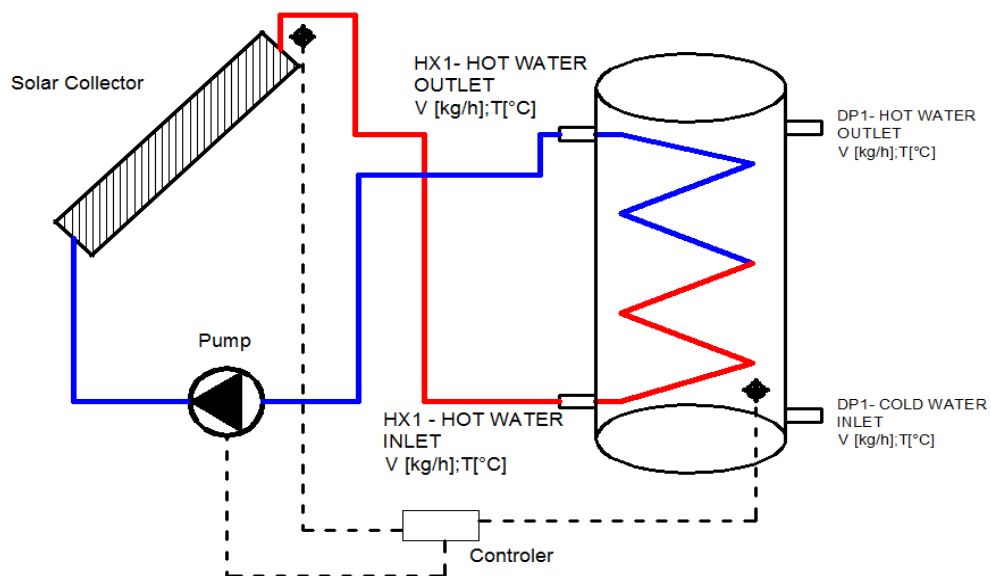 Solar Collector
HX1- HOT WATER
OUTLET
V [kg/h];T[°C]
DP1- HOT WATER
OUTLET
V [kg/h];T[°C]
Pump
HX1 - HOT WATER
INLET
V [kg/h];T[°C]
DP1- COLD WATER
INLET
V [kg/h];T[°C]
Controler